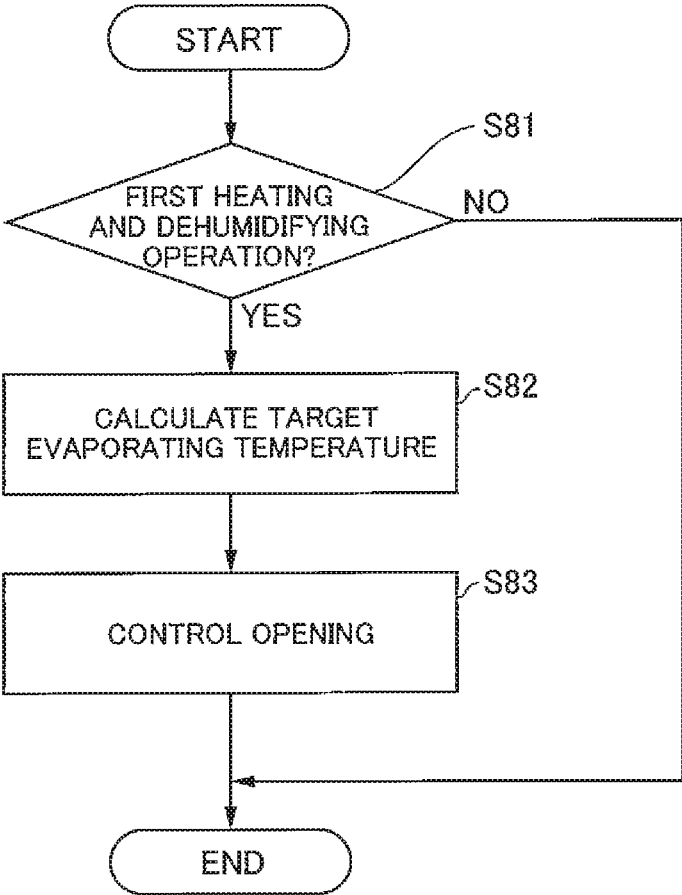 START
S81
FIRST HEATING
AND DEHUMIDIFYING
OPERATION?
NO
YES
S82
CALCULATE TARGET
EVAPORATING TEMPERATURE
S83
CONTROL OPENING
END